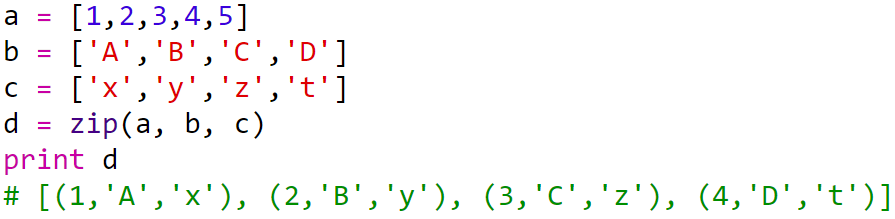 a = [1,2,3,4,5]
b = ['A','B','C','D']
c = ['x','y','z','t']
d = zip(a, b, c)
print d
# [(1,'A','x'), (2,'B','y'), (3,'C','z'), (4,'D','t')]